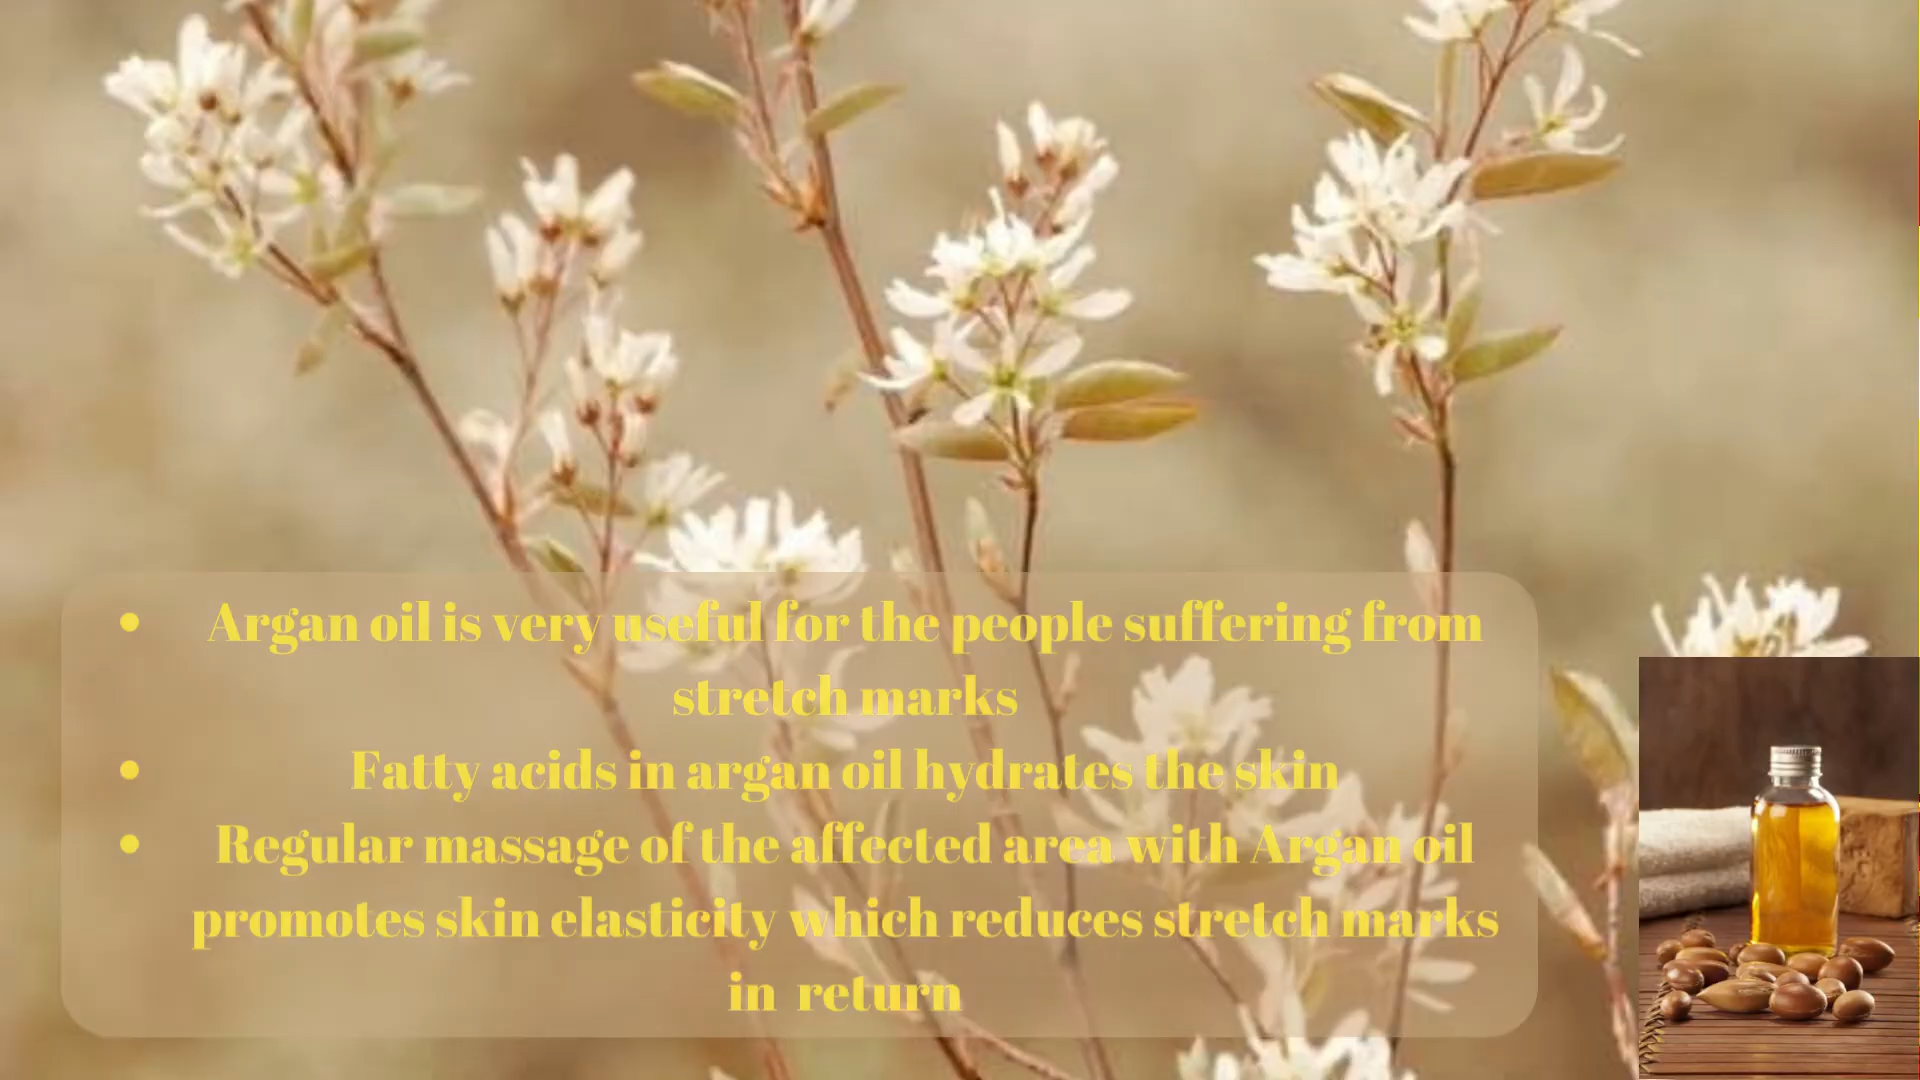 • Argan oil is very useful for the people suffering from
stretch marks
• Fatty acids in argan oil hydrates the skin
• Regular massage of the affected area with Argan oil
promotes skin elasticity which reduces stretch marks
in return